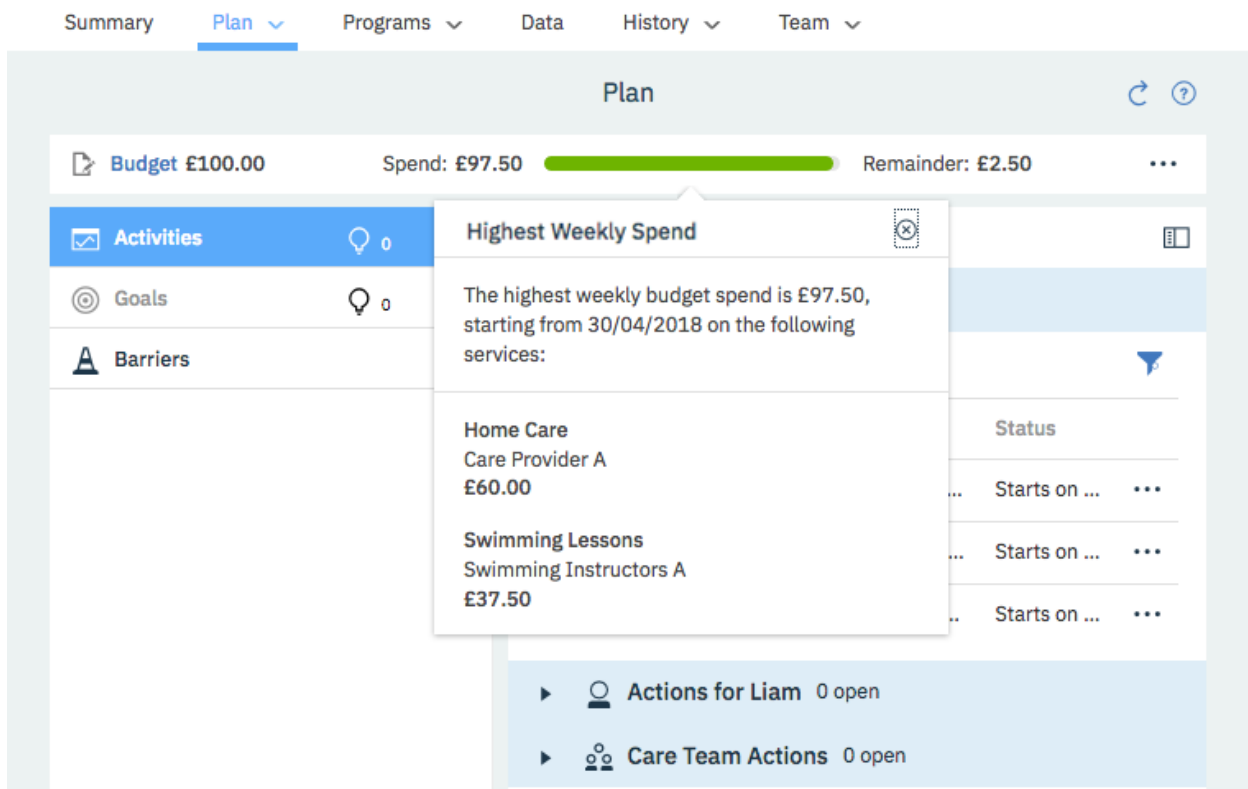 Summary Plan Programs Data History Team
Plan
Budget £100.00 Spend: £97.50 Remainder: £2.50 ...
Activities 0
Goals 0
Barriers
Highest Weekly Spend
The highest weekly budget spend is £97.50,
starting from 30/04/2018 on the following
services:
Home Care
Care Provider A
£60.00
Swimming Lessons
Swimming Instructors A
£37.50
Status
... Starts on ... ...
... Starts on ... ...
.. Starts on ... ...
Actions for Liam 0 open
Care Team Actions 0 open